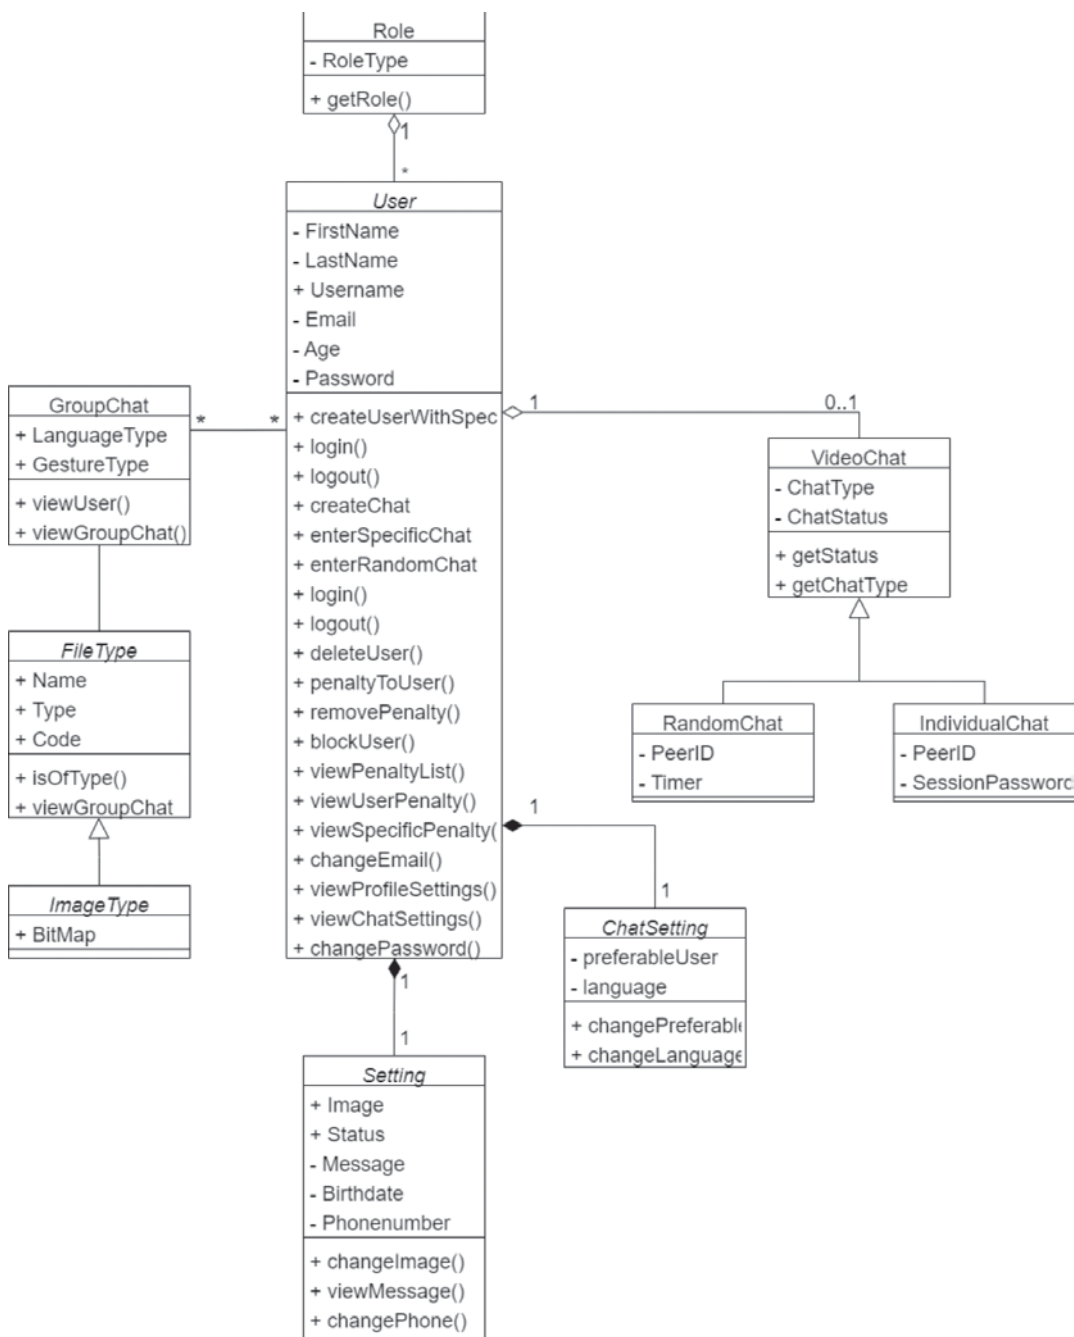 Role
- RoleType
+ getRole()
1
*
User
- FirstName
- LastName
+ Username
- Email
- Age
- Password
+ createUserWithSpec
+ login()
+ logout()
+ createChat
+ enterSpecificChat
+ enterRandomChat
+ login()
+ logout()
+ deleteUser()
+ penaltyToUser()
+ removePenalty()
+ blockUser()
+ viewPenaltyList()
+ viewUserPenalty()
+ viewSpecificPenalty(
+ changeEmail()
+ viewProfileSettings()
+ viewChatSettings()
+ changePassword()
GroupChat
+ LanguageType
+ GestureType
+ viewUser()
+ viewGroupChat()
* *
FileType
+ Name
+ Type
+ Code
+ isOfType()
+ viewGroupChat
ImageType
+ BitMap
1 0..1
VideoChat
- ChatType
- ChatStatus
+ getStatus
+ getChatType
RandomChat
- PeerID
- Timer
IndividualChat
- PeerID
- SessionPassword
1
1
ChatSetting
- preferableUser
- language
+ changePreferable
+ changeLanguage
1
1
Setting
+ Image
+ Status
- Message
- Birthdate
- Phonenumber
+ changeImage()
+ viewMessage()
+ changePhone()